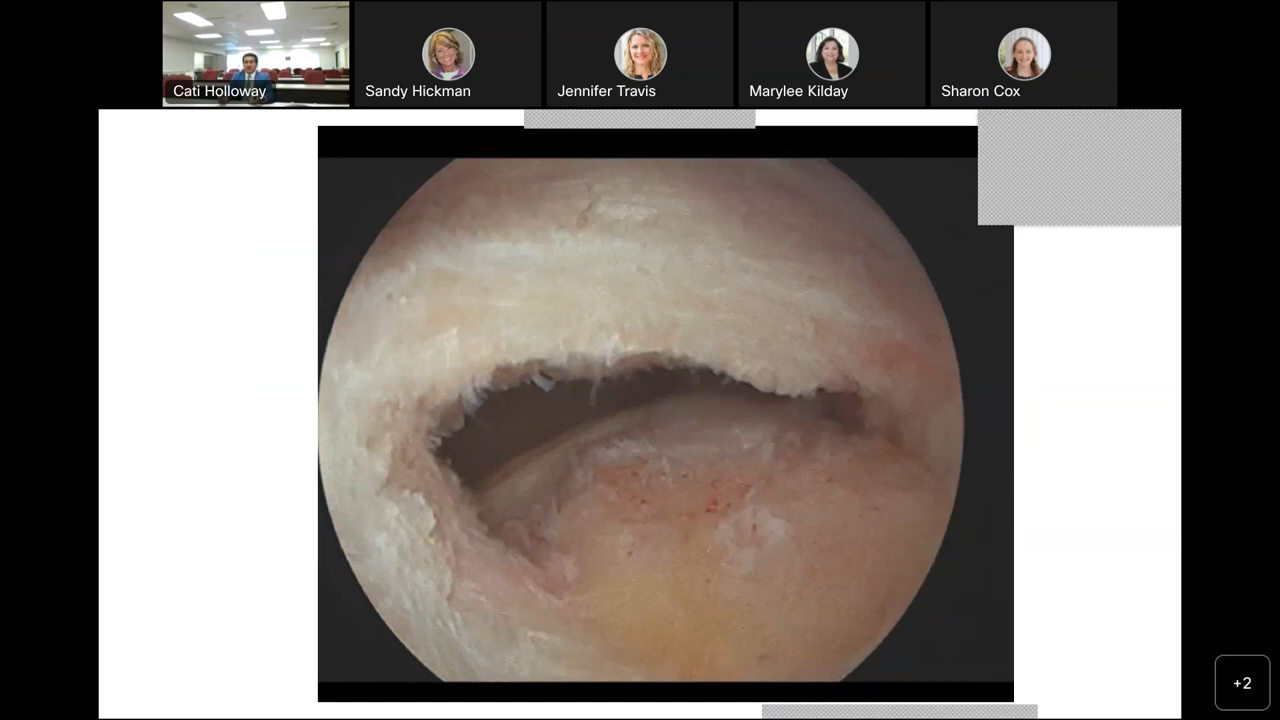 Cati Holloway
Sandy Hickman
Jennifer Travis
Marylee Kilday
Sharon Cox
+2